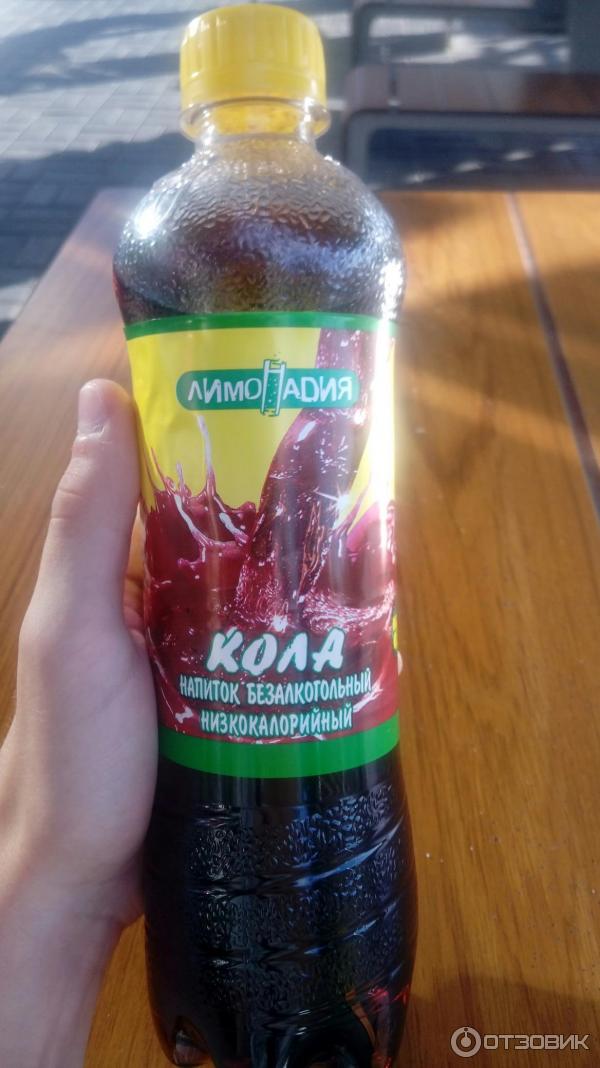 ЛИМОНАДИЯ
КОЛА
НАПИТОК БЕЗАЛКОГОЛЬНЫЙ
НИЗКОКАЛОРИЙНЫЙ
ОТЗОВИК